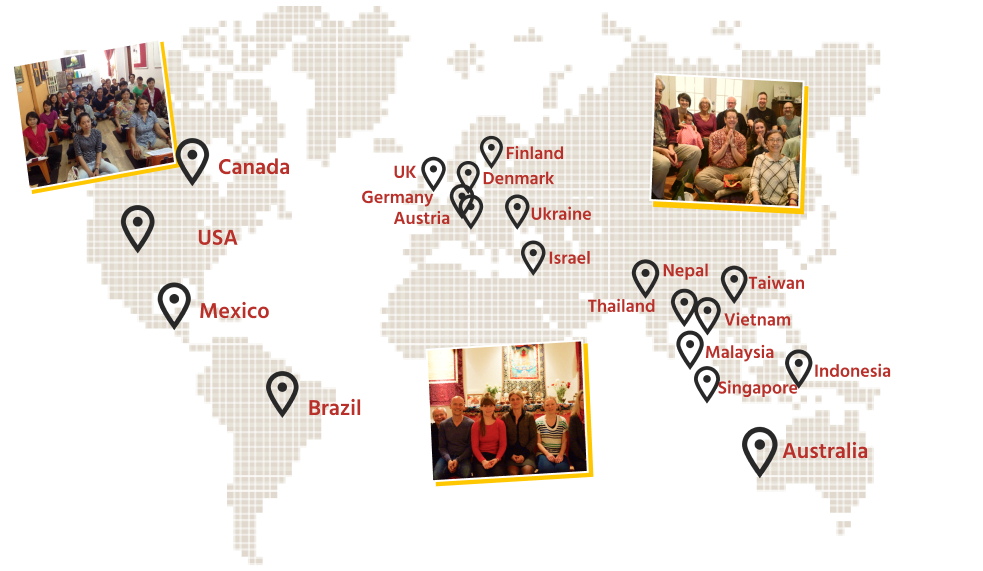 Canada
USA
Mexico
Brazil
Finland
UK
Denmark
Germany
Austria
Ukraine
Israel
Nepal
Taiwan
Thailand
Vietnam
Malaysia
Indonesia
Singapore
Australia